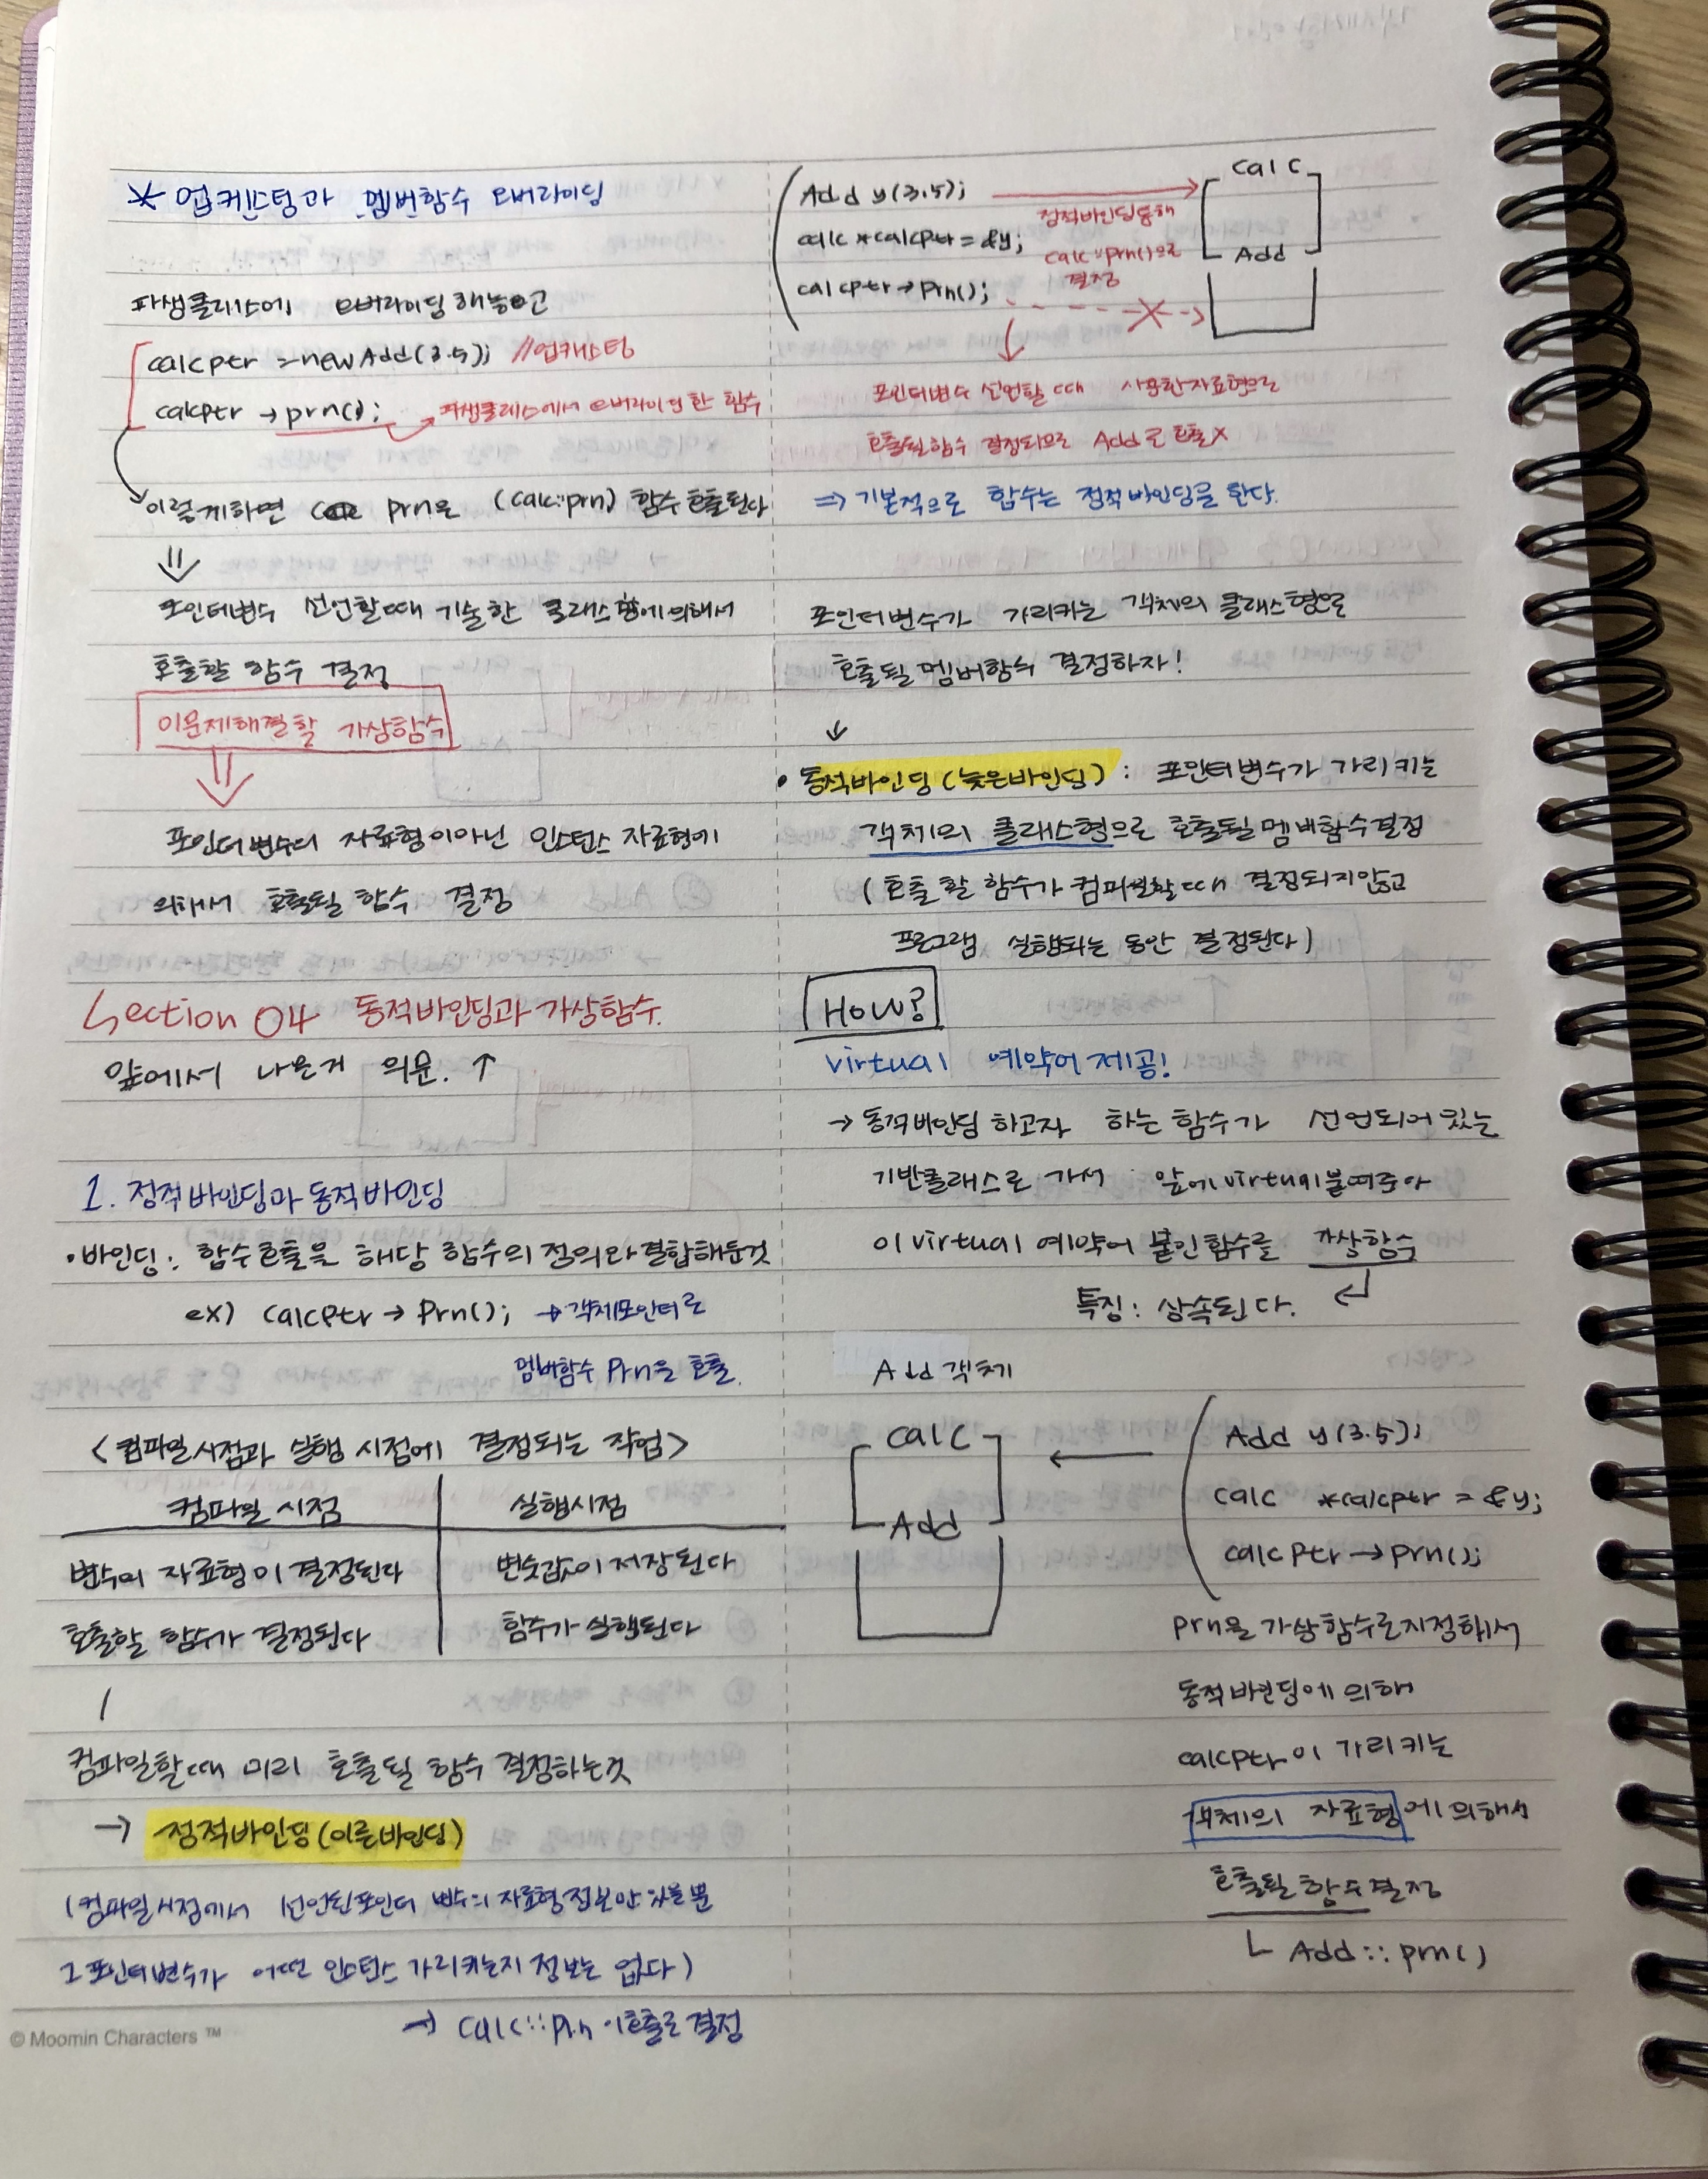 * 업캐스팅과 멤버함수 오버라이딩
파생클래스에 오버라이딩 해놓고
calcptr = new Add(3.5); //업캐스팅
calcptr → prn(); → 파생클래스에서 오버라이딩한 함수
이렇게하면 prn은 (calc::prn) 함수 호출된다
⇓
포인터변수 선언할때 기술한 클래스형에의해서
호출할 함수 결정
이문제해결할 가상함수
⇓
포인터변수의 자료형이아닌 인스턴스 자료형에
의해서 호출될 함수 결정
Section 04 동적바인딩과 가상함수.
앞에서 나온게 의문. ↑
1. 정적바인딩과 동적바인딩
• 바인딩 : 함수호출을 해당 함수의 정의와결합해둔것
ex) calcptr → prn(); → 객체포인터로
멤버함수 prn을 호출.
<컴파일시점과 실행 시점에 결정되는 작업>
컴파일 시점 실행시점
변수의 자료형이 결정된다 변숫값이 저장된다
호출할 함수가 결정된다 함수가 실행된다
컴파일할때 미리 호출될 함수 결정하는것
→ 정적바인딩(이른바인딩)
(컴파일시점에서 선언된포인터 변수의자료형정보만 있을뿐
그포인터변수가 어떤 인스턴스 가리키는지 정보는 없다)
→ calc::prn 이호출로 결정
© Moomin Characters ™
Add y(3.5);
calc *calcptr = &y;
calcptr → prn();
정적바인딩통해
calc::prn()으로
결정
calc
Add
포인터변수 선언할 때 사용한자료형으로
호출될함수 결정되므로 Add로 호출X
⇒ 기본적으로 함수는 정적바인딩을 한다.
포인터변수가 가리키는 객체의 클래스형으로
호출될 멤버함수 결정하자!
↓
• 동적바인딩(늦은바인딩) : 포인터변수가 가리키는
객체의 클래스형으로 호출될멤버함수결정
(호출 할 함수가 컴파일할때 결정되지않고
프로그램 실행되는 동안 결정된다)
How?
virtual 예약어 제공!
→ 동적바인딩 하고자 하는 함수가 선언되어있는
기반클래스로 가서 앞에virtual붙여준다
이 virtual 예약어 붙인함수를 가상함수
특징: 상속된다.
Add 객체
calc
Add
Add y(3.5);
calc *calcptr = &y;
calcptr → prn();
prn을 가상함수로지정해서
동적바인딩에 의해
calcptr이 가리키는
객체의 자료형에의해서
호출될함수결정
└ Add::prn()